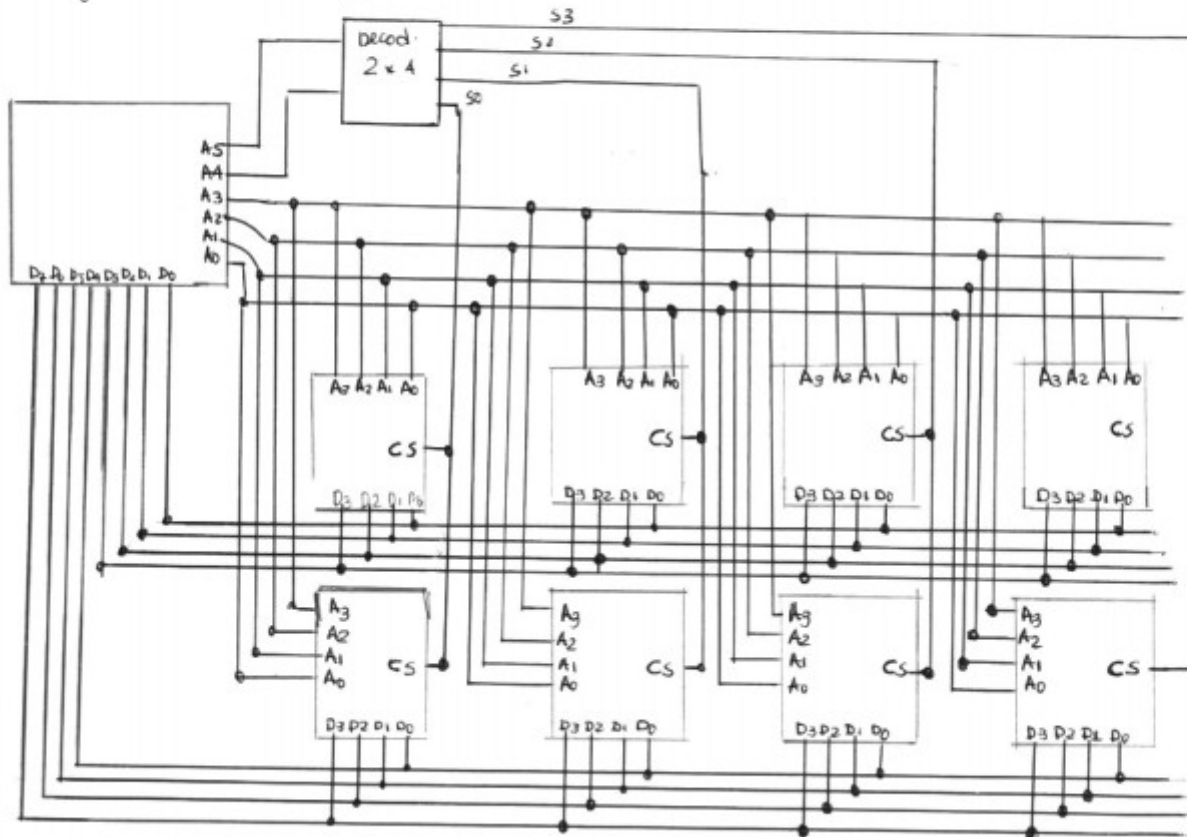 S3
Decod.
2 x 4
S2
S1
S0
A5
A4
A3
A2
A1
A0
D7 D6 D5 D4 D3 D2 D1 D0
A3 A2 A1 A0
A3 A2 A1 A0
A3 A2 A1 A0
A3 A2 A1 A0
CS
CS
CS
CS
D3 D2 D1 D0
D3 D2 D1 D0
D3 D2 D1 D0
D3 D2 D1 D0
A3
A2
A1
A0
CS
D3 D2 D1 D0
A3
A2
A1
A0
CS
D3 D2 D1 D0
A3
A2
A1
A0
CS
D3 D2 D1 D0
A3
A2
A1
A0
CS
D3 D2 D1 D0